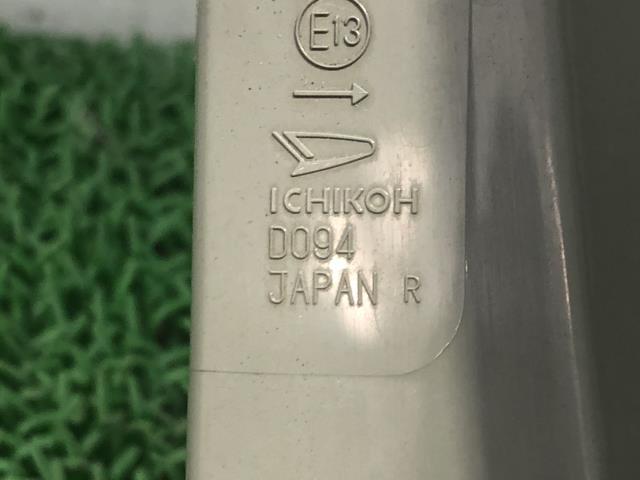 E13
ICHIKOH
D094
JAPAN R